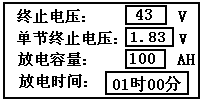 终止电压： 43 V
单节终止电压：1.83 V
放电容量： 100 AH
放电时间： 01时00分